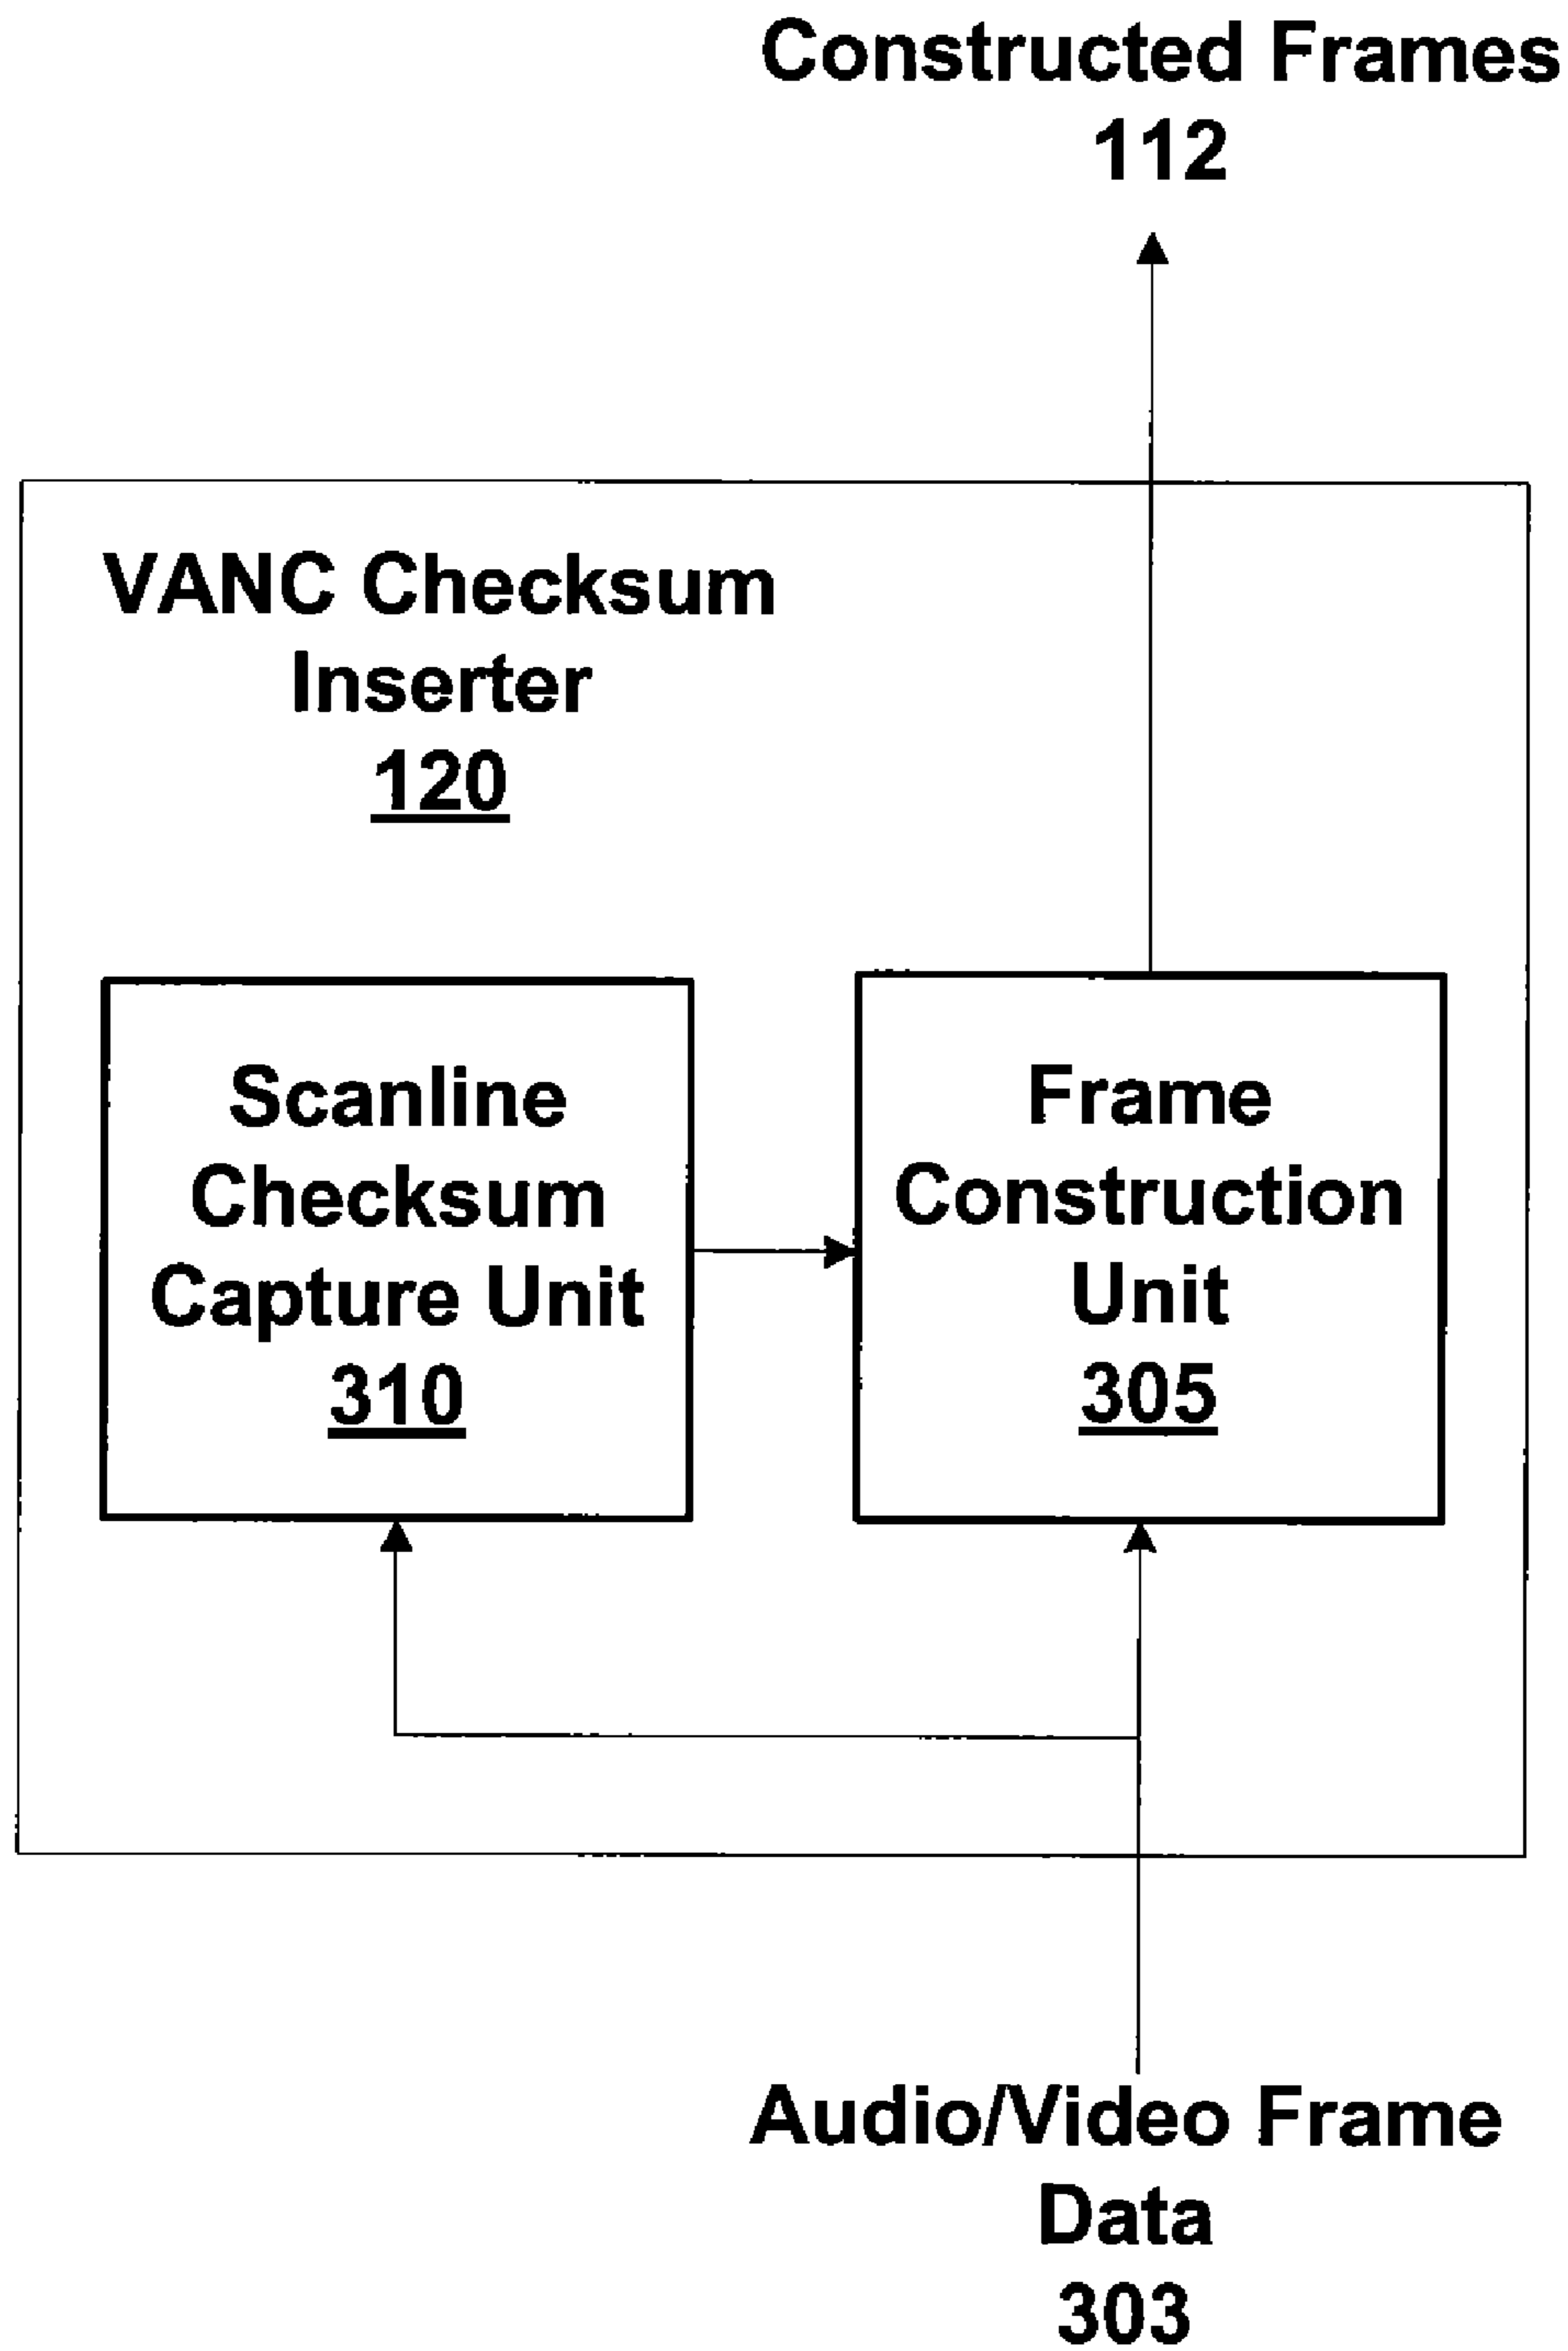 Constructed Frames
112
VANC Checksum
Inserter
120
Scanline
Checksum
Capture Unit
310
Frame
Construction
Unit
305
Audio/Video Frame
Data
303